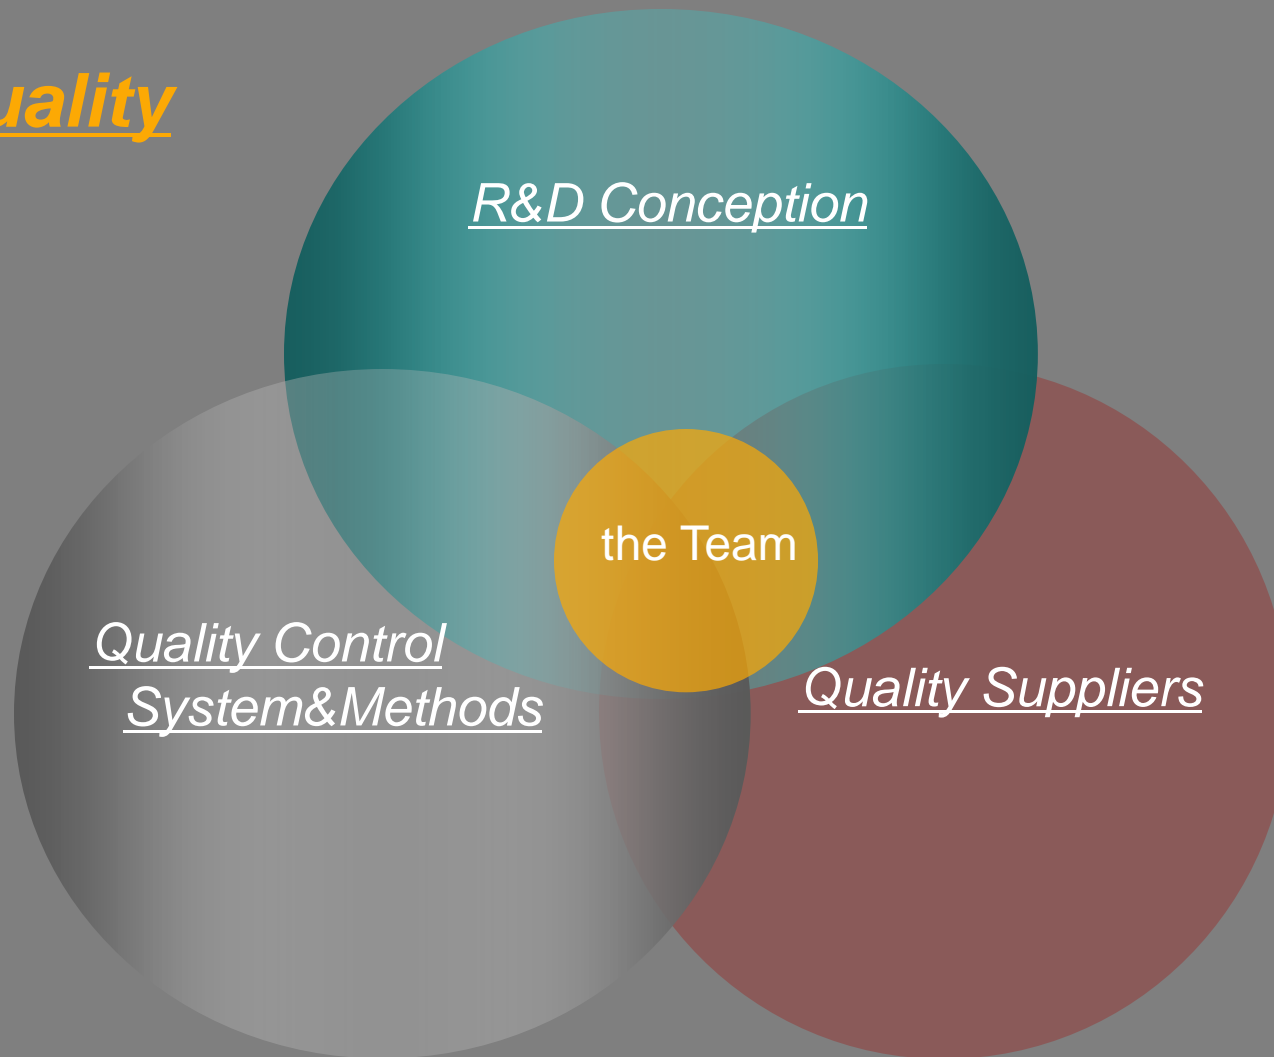 uality
R&D Conception
the Team
Quality Control
System&Methods
Quality Suppliers